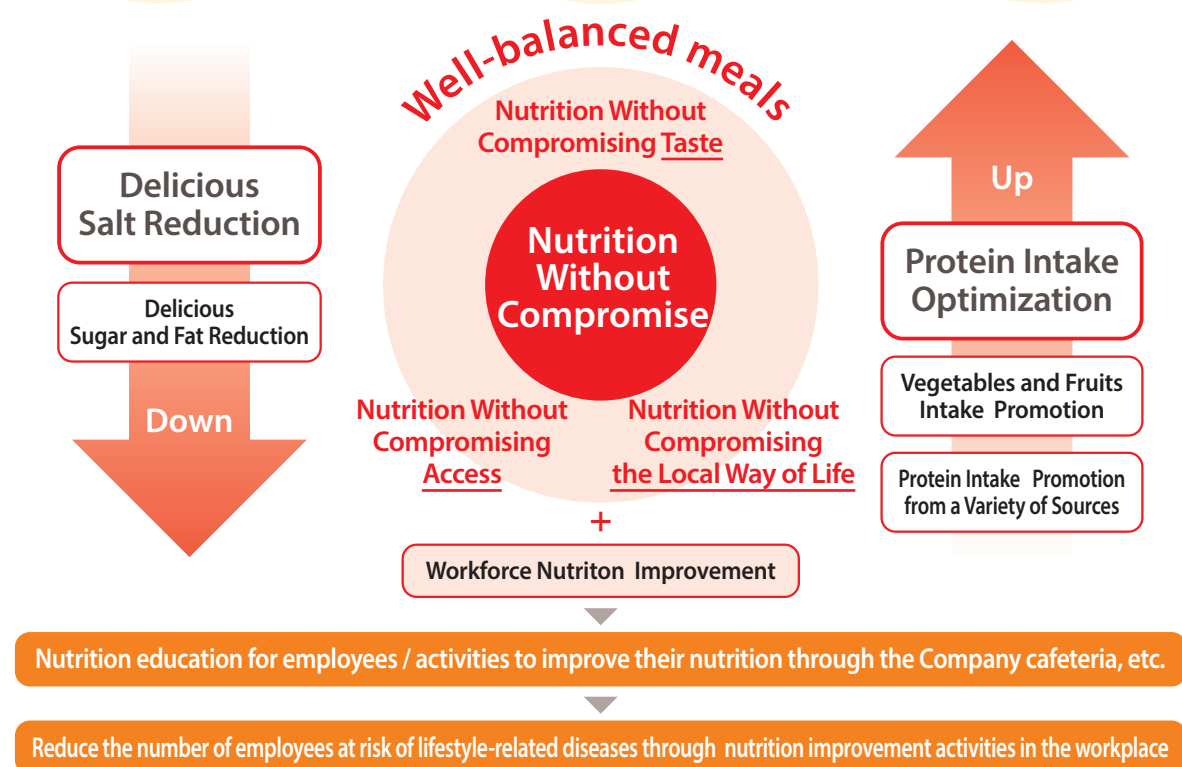 Well-balanced meals
Nutrition Without
Compromising Taste
Nutrition
Without
Compromise
Nutrition Without
Compromising
Access
Nutrition Without
Compromising
the Local Way of Life
Delicious
Salt Reduction
Delicious
Sugar and Fat Reduction
Down
Up
Protein Intake
Optimization
Vegetables and Fruits
Intake Promotion
Protein Intake Promotion
from a Variety of Sources
+
Workforce Nutriton Improvement
Nutrition education for employees / activities to improve their nutrition through the Company cafeteria, etc.
Reduce the number of employees at risk of lifestyle-related diseases through nutrition improvement activities in the workplace